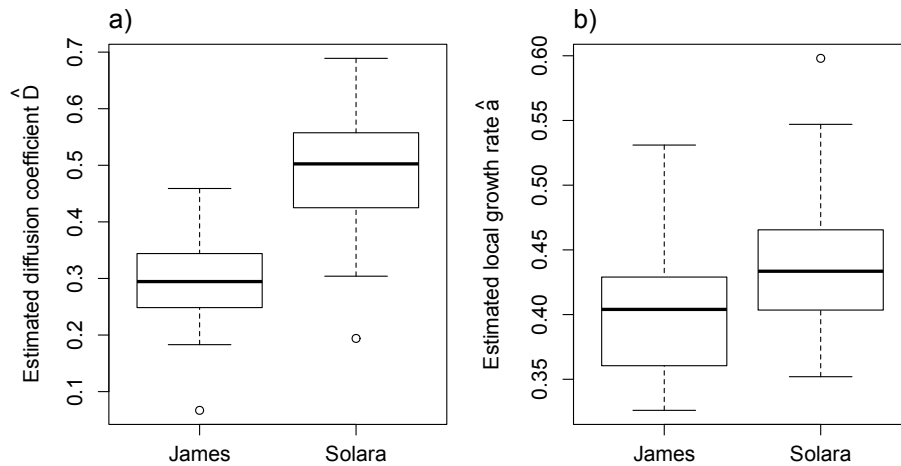 a)
Estimated diffusion coefficient D̂
0.7
0.6
0.5
0.4
0.3
0.2
0.1
James Solara
b)
Estimated local growth rate â
0.60
0.55
0.50
0.45
0.40
0.35
James Solara